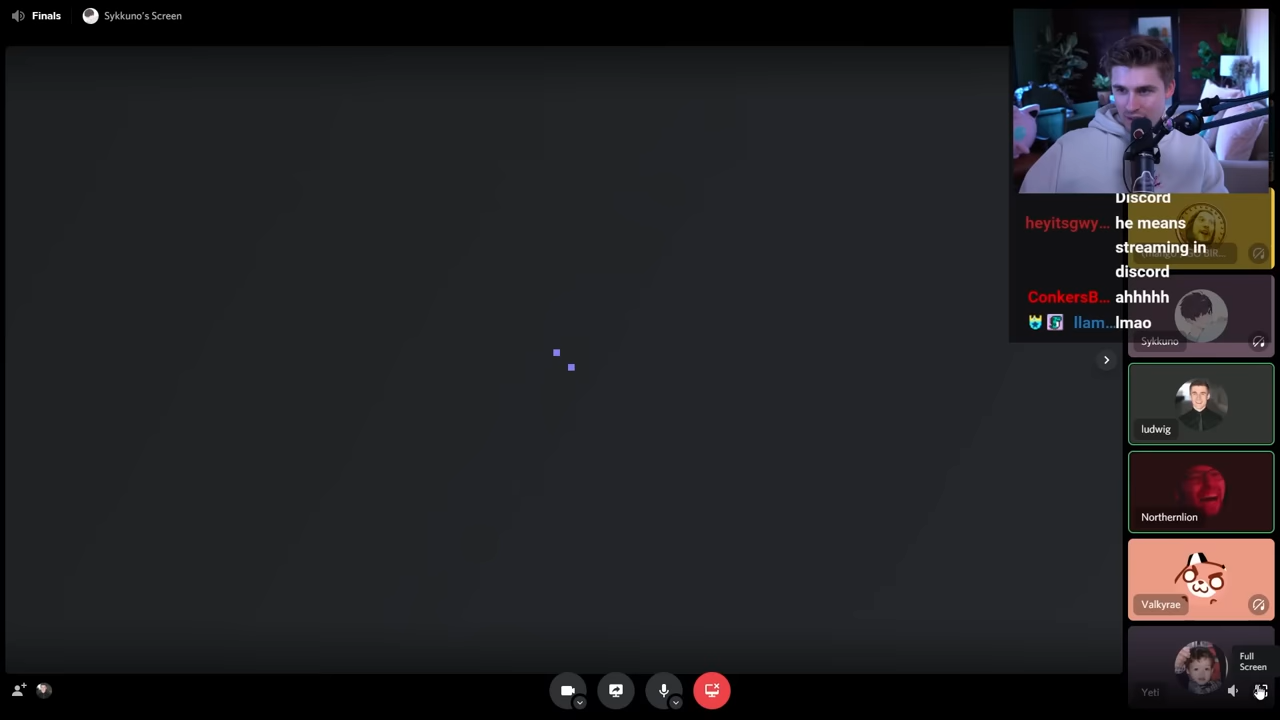 Finals
Sykkuno's Screen
Discord
heyitsgwy... he means
streaming in
discord
ConkersB... ahhhhh
llam... lmao
Sykkuno
ludwig
Northernlion
Valkyrae
Yeti
Full
Screen